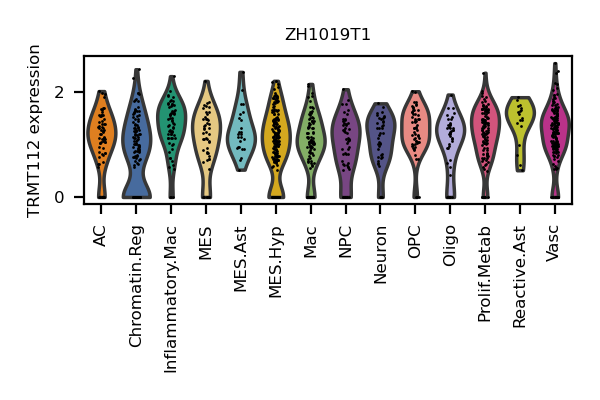 ZH1019T1
TRMT112 expression
2
0
AC
Chromatin.Reg
Inflammatory.Mac
MES
MES.Ast
MES.Hyp
Mac
NPC
Neuron
OPC
Oligo
Prolif.Metab
Reactive.Ast
Vasc